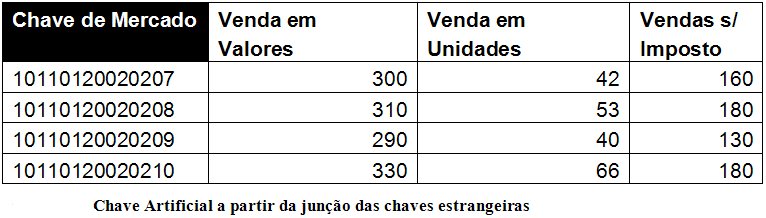 Chave de Mercado Venda em Valores Venda em Unidades Vendas s/ Imposto
10110120020207 300 42 160
10110120020208 310 53 180
10110120020209 290 40 130
10110120020210 330 66 180
Chave Artificial a partir da junção das chaves estrangeiras